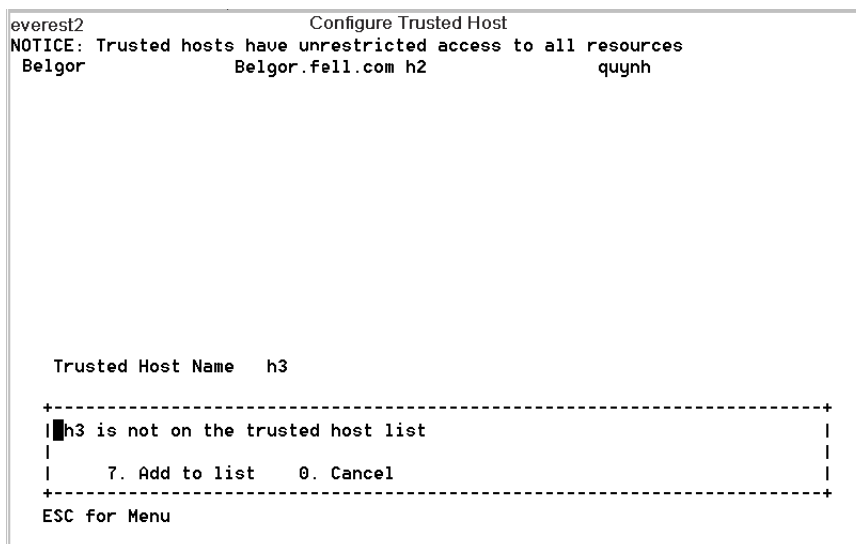 everest2 Configure Trusted Host
NOTICE: Trusted hosts have unrestricted access to all resources
Belgor Belgor.fell.com h2 quynh
Trusted Host Name h3
h3 is not on the trusted host list
7. Add to list 0. Cancel
ESC for Menu